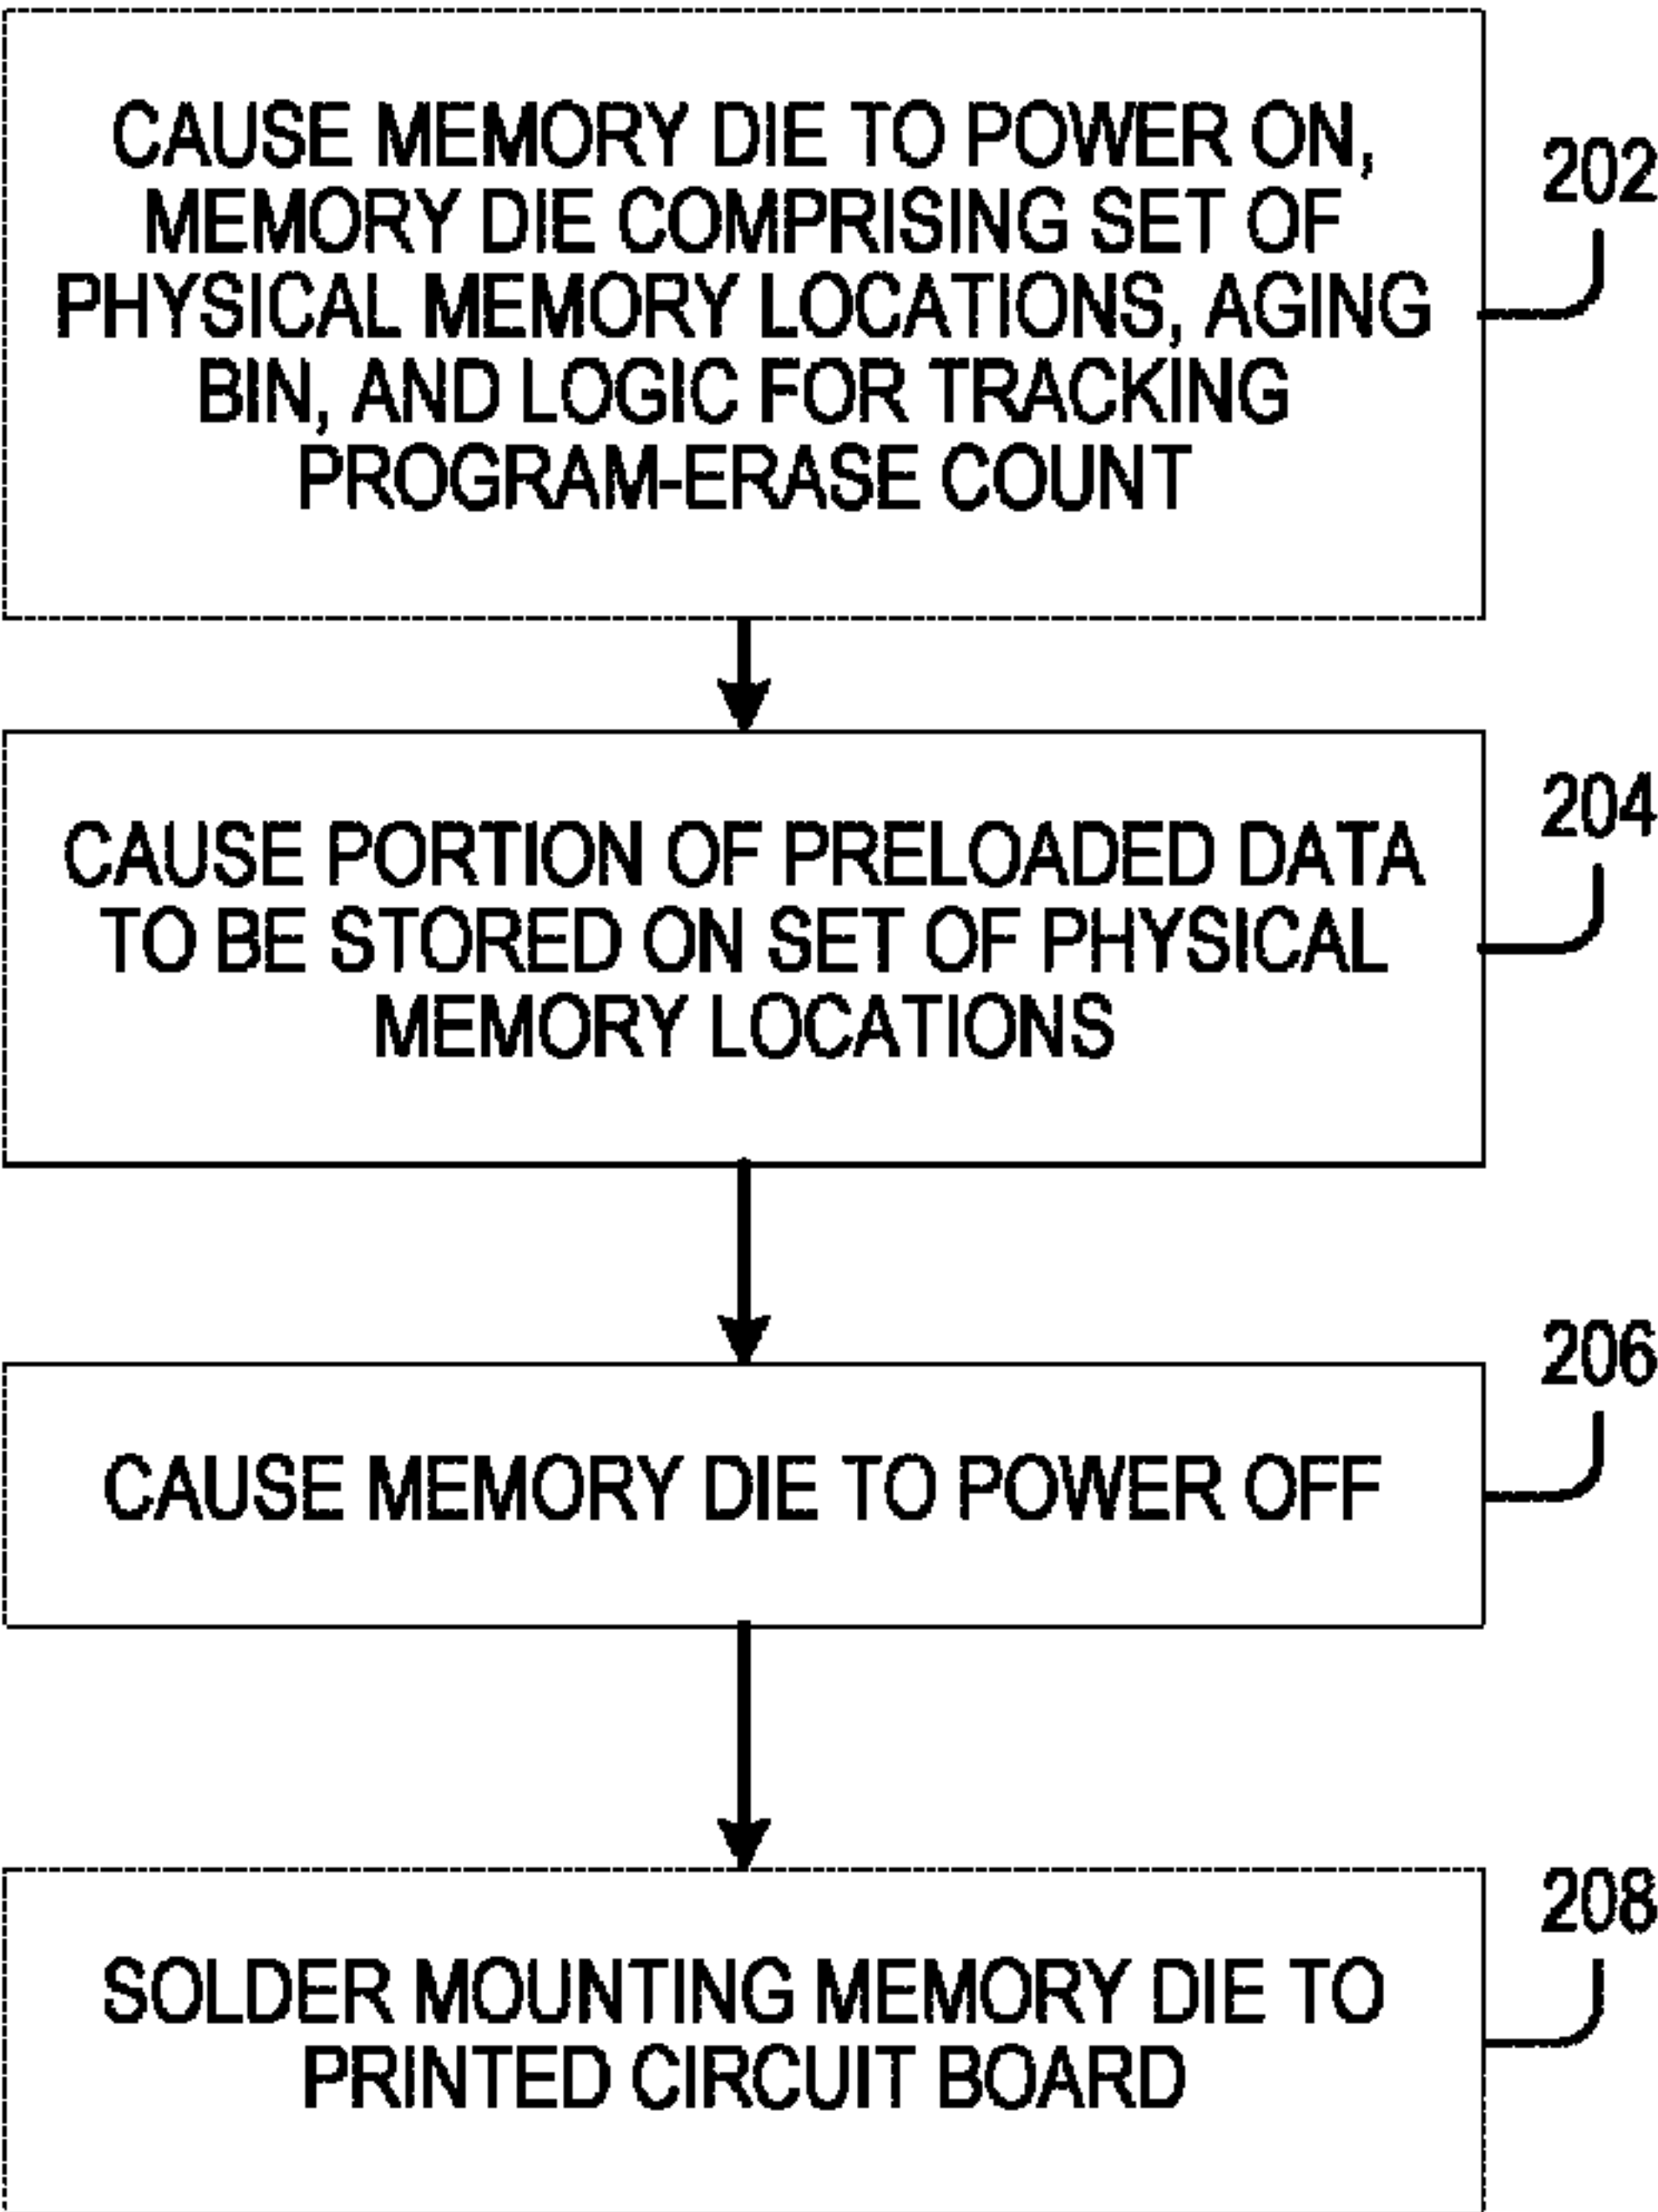 CAUSE MEMORY DIE TO POWER ON,
MEMORY DIE COMPRISING SET OF
PHYSICAL MEMORY LOCATIONS, AGING
BIN, AND LOGIC FOR TRACKING
PROGRAM-ERASE COUNT
202
CAUSE PORTION OF PRELOADED DATA
TO BE STORED ON SET OF PHYSICAL
MEMORY LOCATIONS
204
CAUSE MEMORY DIE TO POWER OFF
206
SOLDER MOUNTING MEMORY DIE TO
PRINTED CIRCUIT BOARD
208